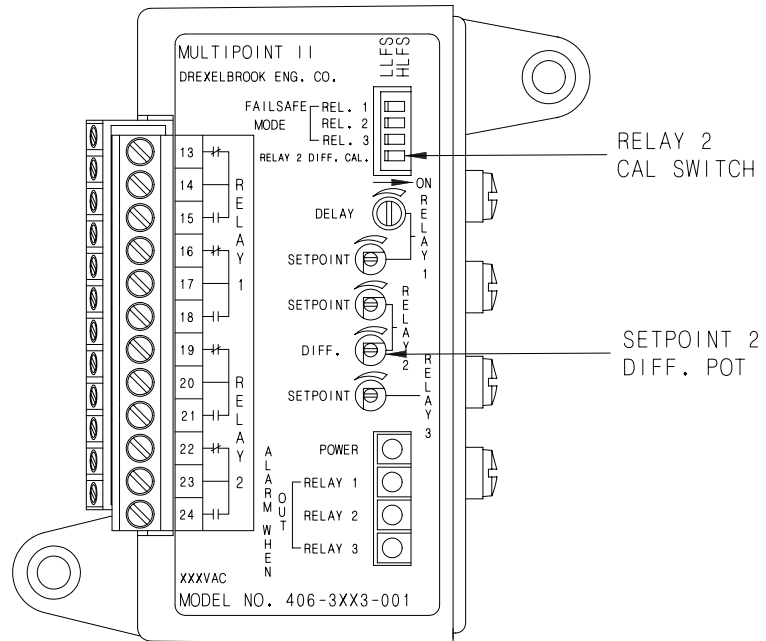 MULTIPOINT II
DREXELBROOK ENG. CO.
LLFS
HLFS
FAILSAFE
MODE
REL. 1
REL. 2
REL. 3
RELAY 2 DIFF. CAL.
ON
RELAY 2
CAL SWITCH
DELAY
SETPOINT
RELAY 1
SETPOINT
DIFF.
RELAY 2
SETPOINT 2
DIFF. POT
SETPOINT
RELAY 3
13
14
15
16
17
18
RELAY 1
19
20
21
22
23
24
RELAY 2
POWER
RELAY 1
RELAY 2
RELAY 3
ALARM WHEN
OUT
XXXVAC
MODEL NO. 406-3XX3-001